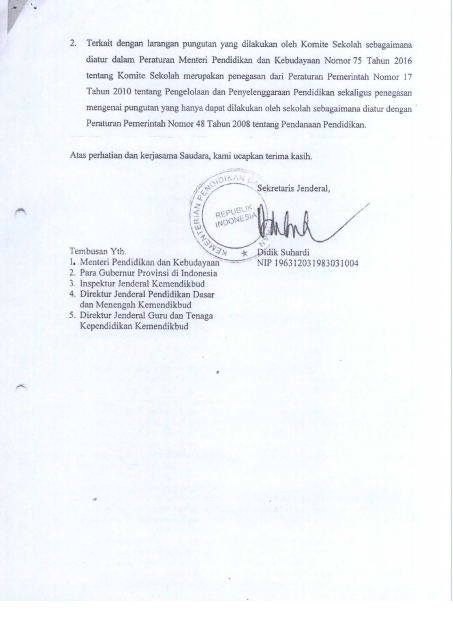 2. Terkait dengan larangan pungutan yang dilakukan oleh Komite Sekolah sebagaimana
diatur dalam Peraturan Menteri Pendidikan dan Kebudayaan Nomor 75 Tahun 2016
tentang Komite Sekolah merupakan penegasan dari Peraturan Pemerintah Nomor 17
Tahun 2010 tentang Pengelolaan dan Penyelenggaraan Pendidikan sekaligus penegasan
mengenai pungutan yang hanya dapat dilakukan oleh sekolah sebagaimana diatur dengan
Peraturan Pemerintah Nomor 48 Tahun 2008 tentang Pendanaan Pendidikan.
Atas perhatian dan kerjasama Saudara, kami ucapkan terima kasih.
Sekretaris Jenderal,
KEMENTERIAN PENDIDIKAN DA
REPUBLIK
INDONESIA
Didik Suhardi
NIP 196312031983031004
Tembusan Yth.
1. Menteri Pendidikan dan Kebudayaan
2. Para Gubernur Provinsi di Indonesia
3. Inspektur Jenderal Kemendikbud
4. Direktur Jenderal Pendidikan Dasar
dan Menengah Kemendikbud
5. Direktur Jenderal Guru dan Tenaga
Kependidikan Kemendikbud